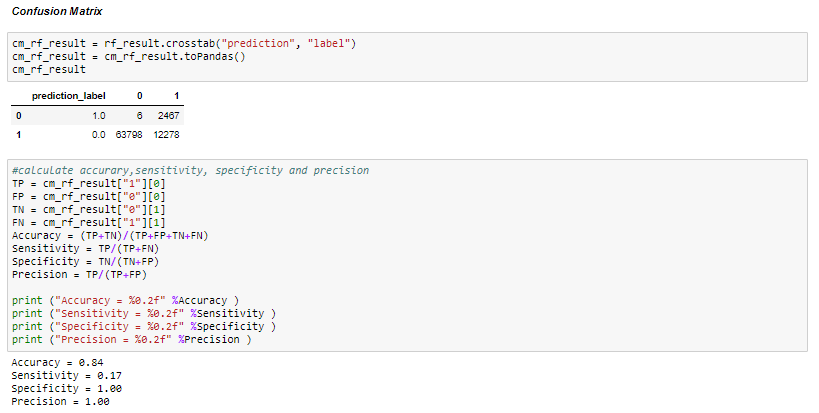 Confusion Matrix
cm_rf_result = rf_result.crosstab("prediction", "label")
cm_rf_result = cm_rf_result.toPandas()
cm_rf_result
prediction_label 0 1
0 1.0 6 2467
1 0.0 63798 12278
#calculate accurary,sensitivity, specificity and precision
TP = cm_rf_result["1"][0]
FP = cm_rf_result["0"][0]
TN = cm_rf_result["0"][1]
FN = cm_rf_result["1"][1]
Accuracy = (TP+TN)/(TP+FP+TN+FN)
Sensitivity = TP/(TP+FN)
Specificity = TN/(TN+FP)
Precision = TP/(TP+FP)
print ("Accuracy = %0.2f" %Accuracy )
print ("Sensitivity = %0.2f" %Sensitivity )
print ("Specificity = %0.2f" %Specificity )
print ("Precision = %0.2f" %Precision )
Accuracy = 0.84
Sensitivity = 0.17
Specificity = 1.00
Precision = 1.00